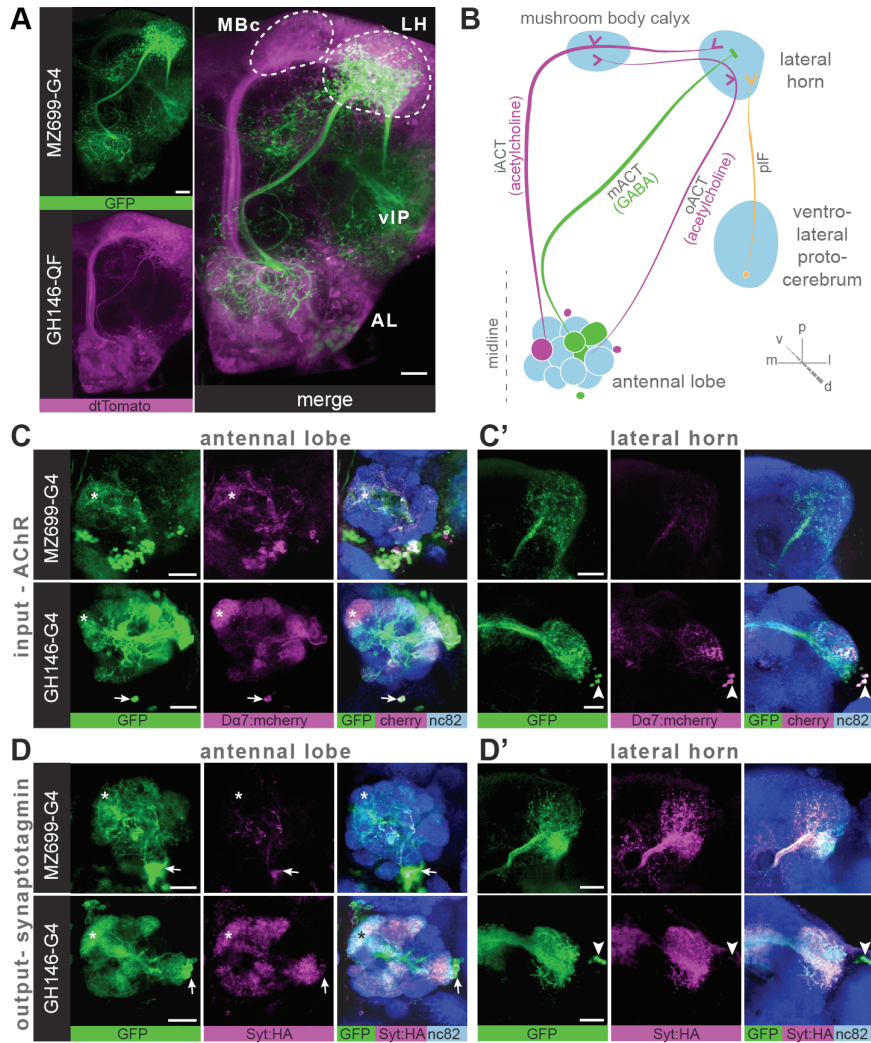 A
MZ699-G4
GFP
GH146-QF
dtTomato
MBc
LH
vlP
AL
merge
B
mushroom body calyx
lateral
horn
iACT
(acetylcholine)
mACT
(GABA)
oACT
(acetylcholine)
plF
ventro-
lateral
proto-
cerebrum
midline
antennal lobe
p
v
m
l
d
C
antennal lobe
C'
lateral horn
input - AChR
MZ699-G4
*
*
*
GH146-G4
*
*
*
GFP
Dα7:mcherry
GFP cherry nc82
GFP
Dα7:mcherry
GFP cherry nc82
D
antennal lobe
D'
lateral horn
output- synaptotagmin
MZ699-G4
*
*
*
GH146-G4
*
*
*
GFP
Syt:HA
GFP Syt:HA nc82
GFP
Syt:HA
GFP Syt:HA nc82